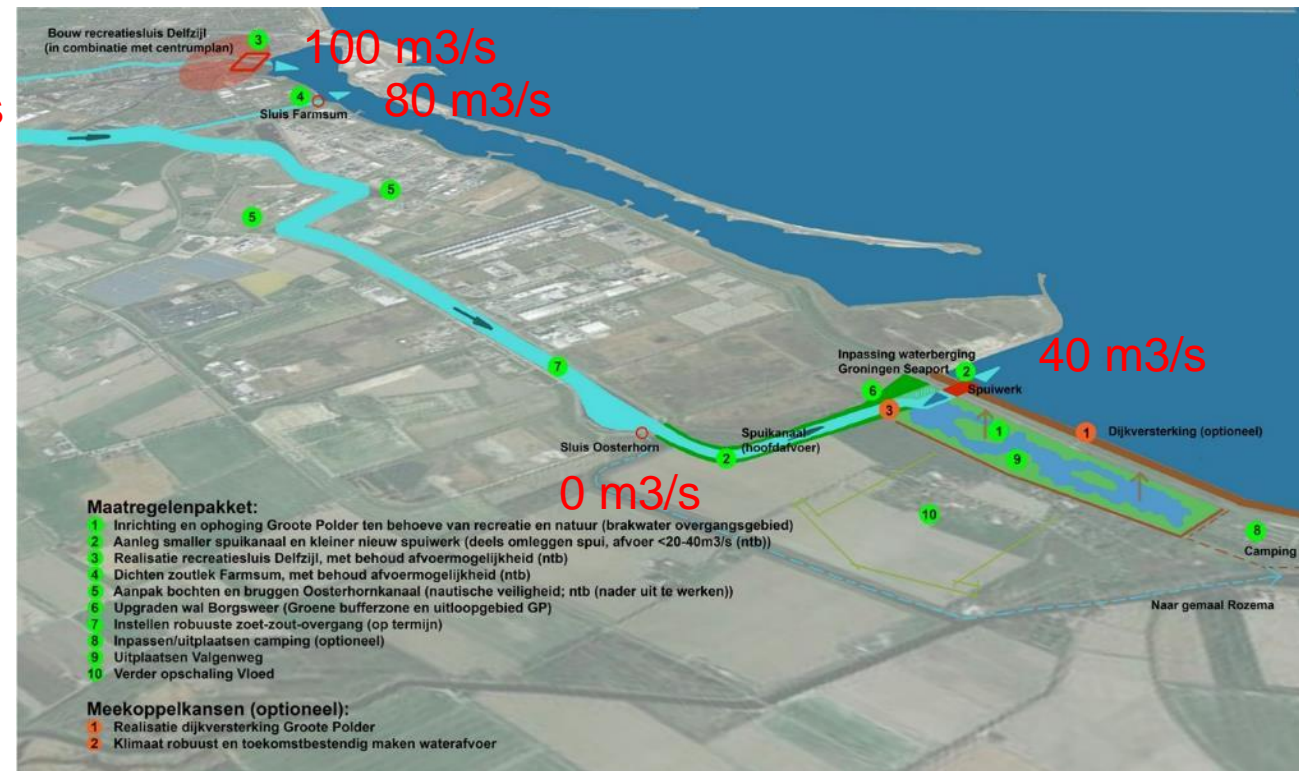 Bouw recreatiesluis Delfzijl
(in combinatie met centrumplan)
3
100 m3/s
s
4
80 m3/s
Sluis Farmsum
5
5
7
Inpassing waterberging
Groningen Seaport
40 m3/s
2
6
Spuiwerk
3
Sluis Oosterhorn
Spuikanaal
(hoofdafvoer)
2
1
1
Dijkversterking (optioneel)
9
0 m3/s
10
8
Camping
Naar gemaal Rozema
Maatregelenpakket:
1 Inrichting en ophoging Groote Polder ten behoeve van recreatie en natuur (brakwater overgangsgebied)
2 Aanleg smaller spuikanaal en kleiner nieuw spuiwerk (deels omleggen spui, afvoer <20-40m3/s (ntb))
3 Realisatie recreatiesluis Delfzijl, met behoud afvoermogelijkheid (ntb)
4 Dichten zoutlek Farmsum, met behoud afvoermogelijkheid (ntb)
5 Aanpak bochten en bruggen Oosterhornkanaal (nautische veiligheid; ntb (nader uit te werken))
6 Upgraden wal Borgsweer (Groene bufferzone en uitloopgebied GP)
7 Instellen robuuste zoet-zout-overgang (op termijn)
8 Inpassen/uitplaatsen camping (optioneel)
9 Uitplaatsen Valgenweg
10 Verder opschaling Vloed
Meekoppelkansen (optioneel):
1 Realisatie dijkversterking Groote Polder
2 Klimaat robuust en toekomstbestendig maken waterafvoer